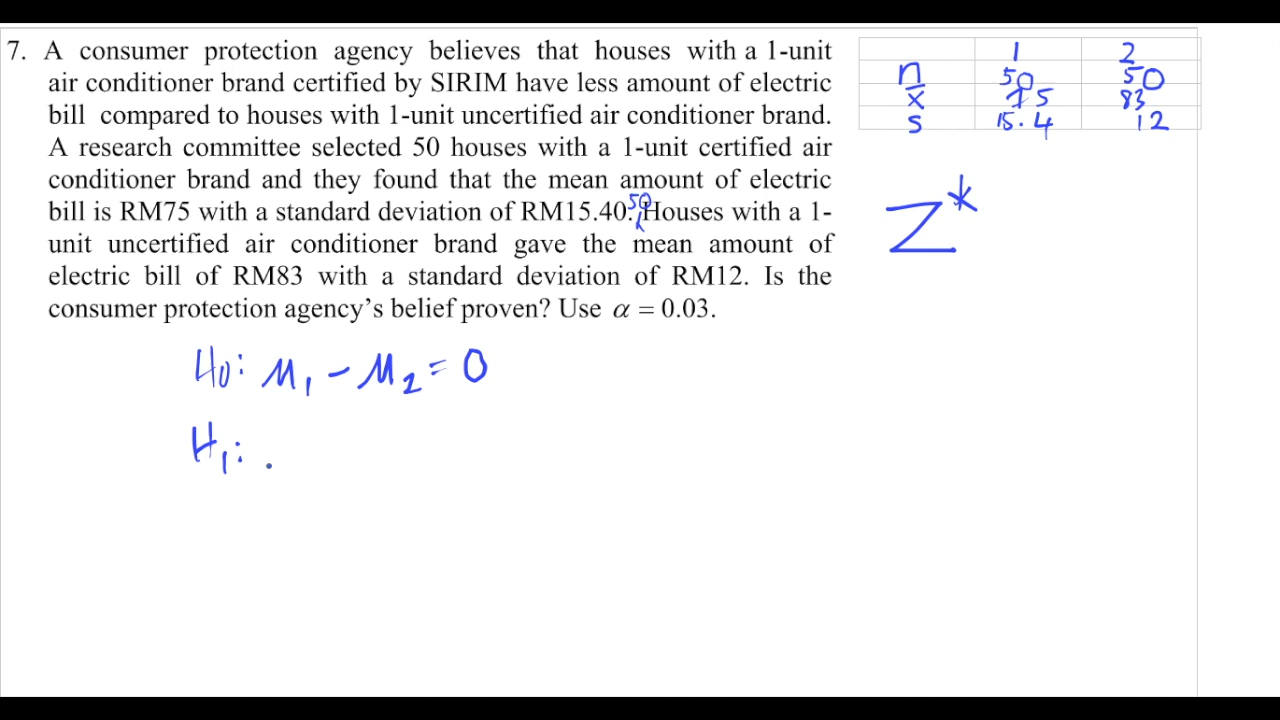 7. A consumer protection agency believes that houses with a 1-unit
air conditioner brand certified by SIRIM have less amount of electric
bill compared to houses with 1-unit uncertified air conditioner brand.
A research committee selected 50 houses with a 1-unit certified air
conditioner brand and they found that the mean amount of electric
50
bill is RM75 with a standard deviation of RM15.40. Houses with a 1-
unit uncertified air conditioner brand gave the mean amount of
electric bill of RM83 with a standard deviation of RM12. Is the
consumer protection agency's belief proven? Use α = 0.03.
1 2
n 50 50
x̄ 75 83
s 15.4 12
Z*
H₀: μ₁ - μ₂ = 0
H₁: